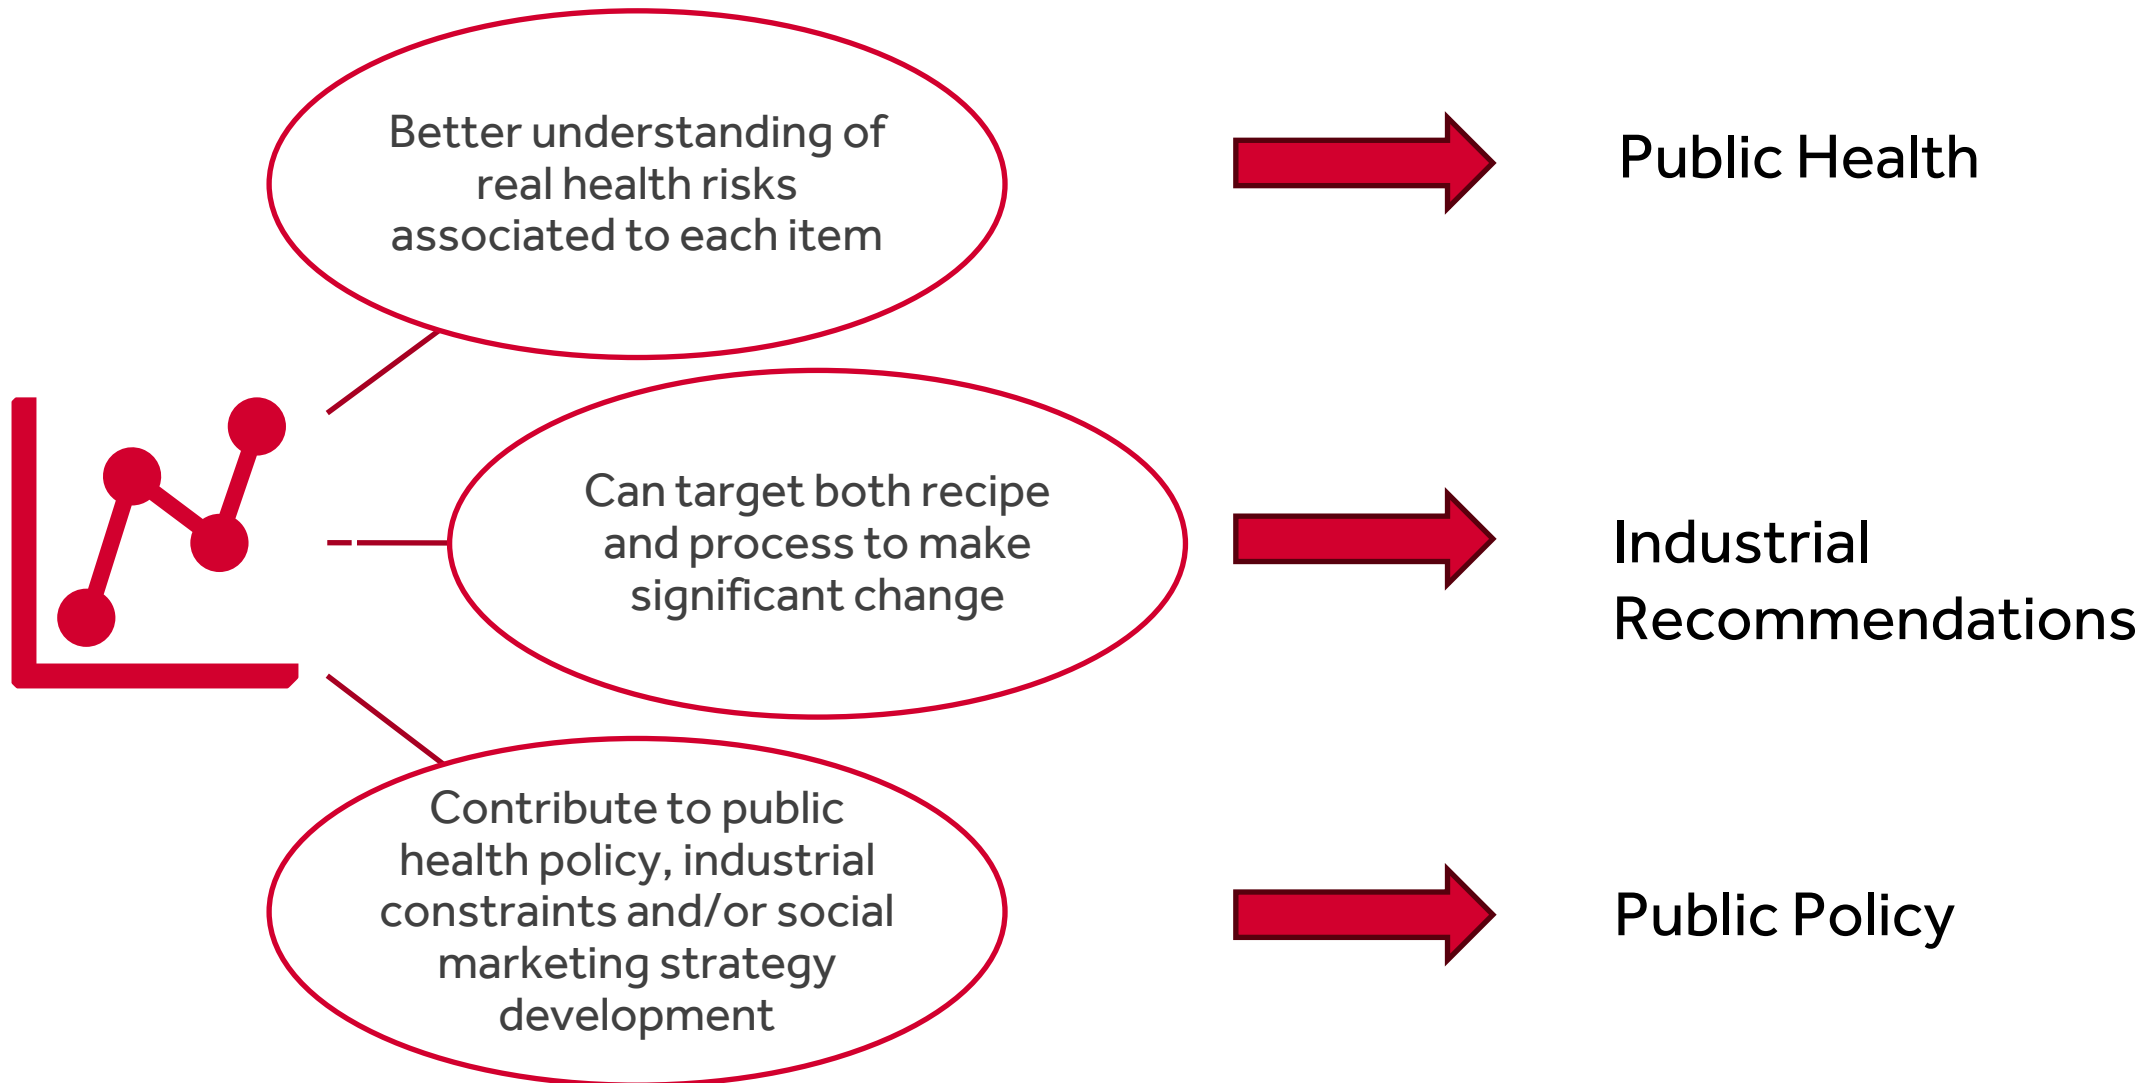 Better understanding of
real health risks
associated to each item
Public Health
Can target both recipe
and process to make
significant change
Industrial
Recommendations
Contribute to public
health policy, industrial
constraints and/or social
marketing strategy
development
Public Policy